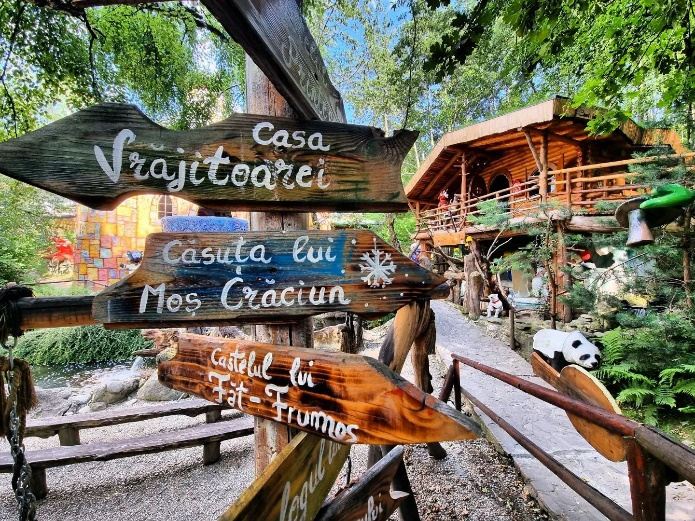 Casa
Vrăjitoarei
Căsuța lui
Moș Crăciun
Castelul lui
Făt-Frumos